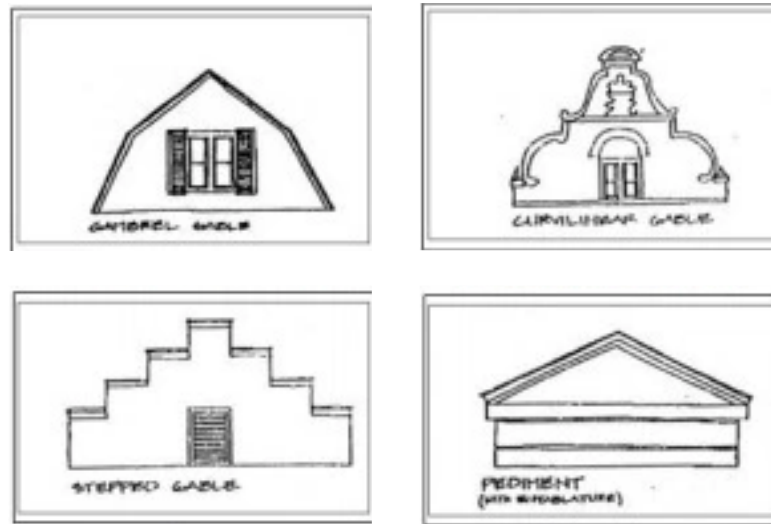 GAMBREL GABLE
CURVILINEAR GABLE
STEPPED GABLE
PEDIMENT
(WITH ENTABLATURE)